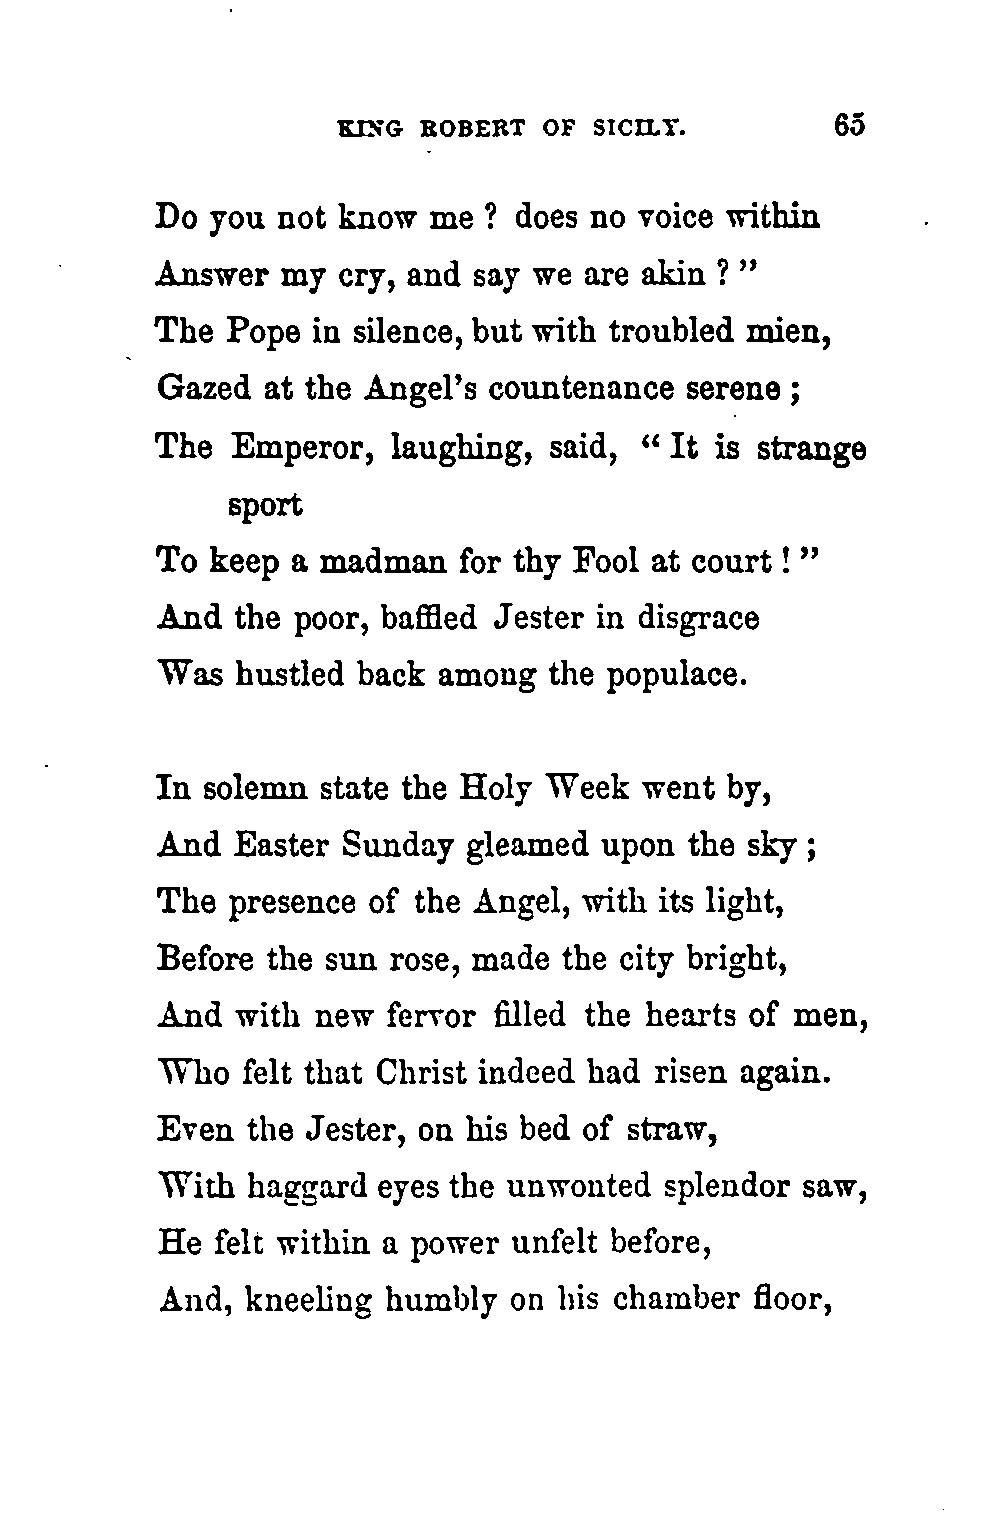 KING ROBERT OF SICILY. 65
Do you not know me ? does no voice within
Answer my cry, and say we are akin ? "
The Pope in silence, but with troubled mien,
Gazed at the Angel's countenance serene ;
The Emperor, laughing, said, " It is strange
sport
To keep a madman for thy Fool at court ! "
And the poor, baffled Jester in disgrace
Was hustled back among the populace.
In solemn state the Holy Week went by,
And Easter Sunday gleamed upon the sky ;
The presence of the Angel, with its light,
Before the sun rose, made the city bright,
And with new fervor filled the hearts of men,
Who felt that Christ indeed had risen again.
Even the Jester, on his bed of straw,
With haggard eyes the unwonted splendor saw,
He felt within a power unfelt before,
And, kneeling humbly on his chamber floor,